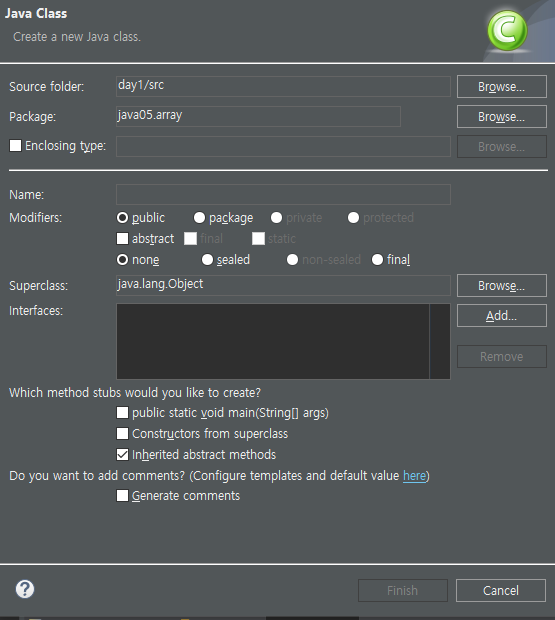 Java Class
Create a new Java class.
Source folder: day1/src Browse...
Package: java05.array Browse...
Enclosing type: Browse...
Name:
Modifiers: public package private protected
abstract final static
none sealed non-sealed final
Superclass: java.lang.Object Browse...
Interfaces: Add...
Remove
Which method stubs would you like to create?
public static void main(String[] args)
Constructors from superclass
Inherited abstract methods
Do you want to add comments? (Configure templates and default value here)
Generate comments
? Finish Cancel